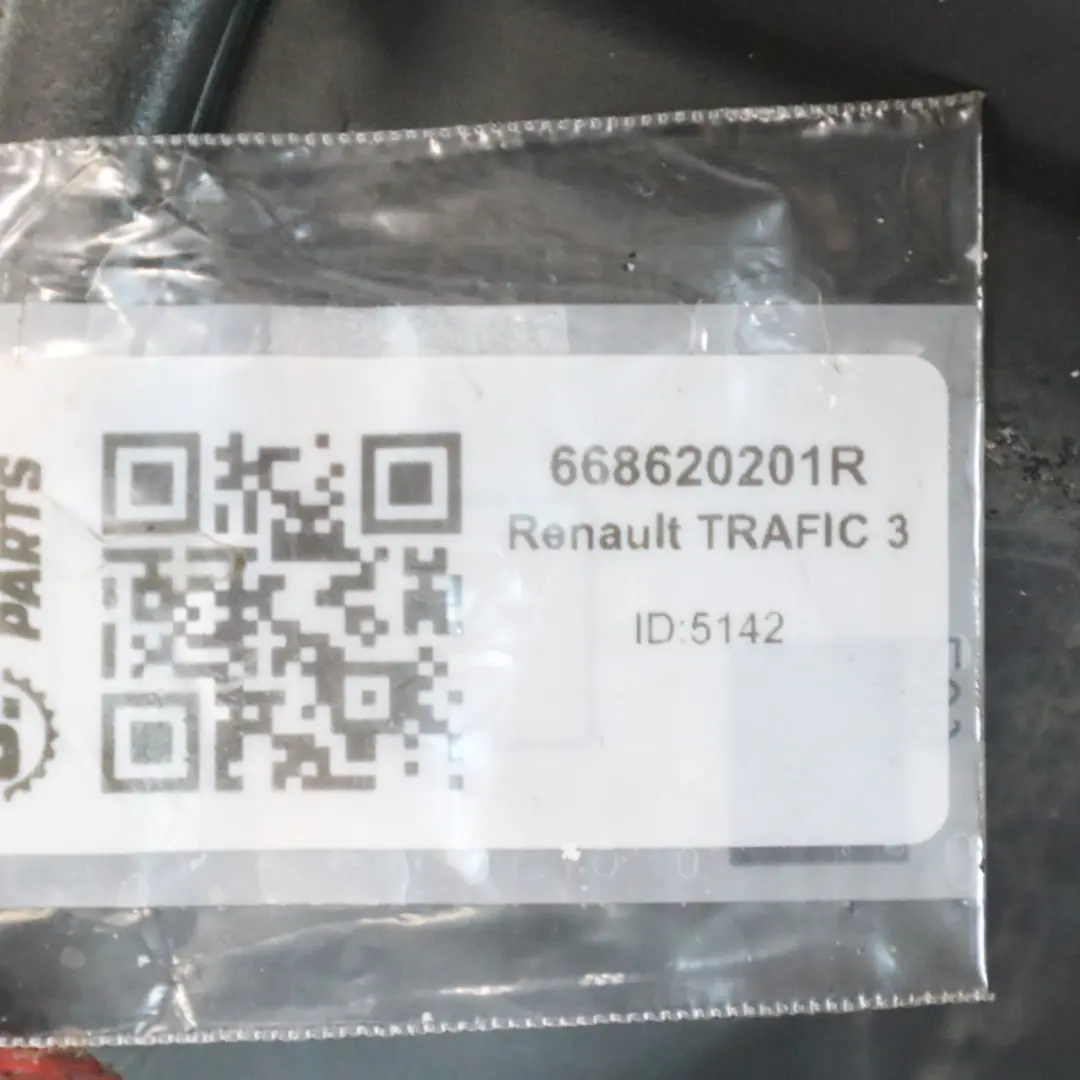 PARTS
668620201R
Renault TRAFIC 3
ID:5142